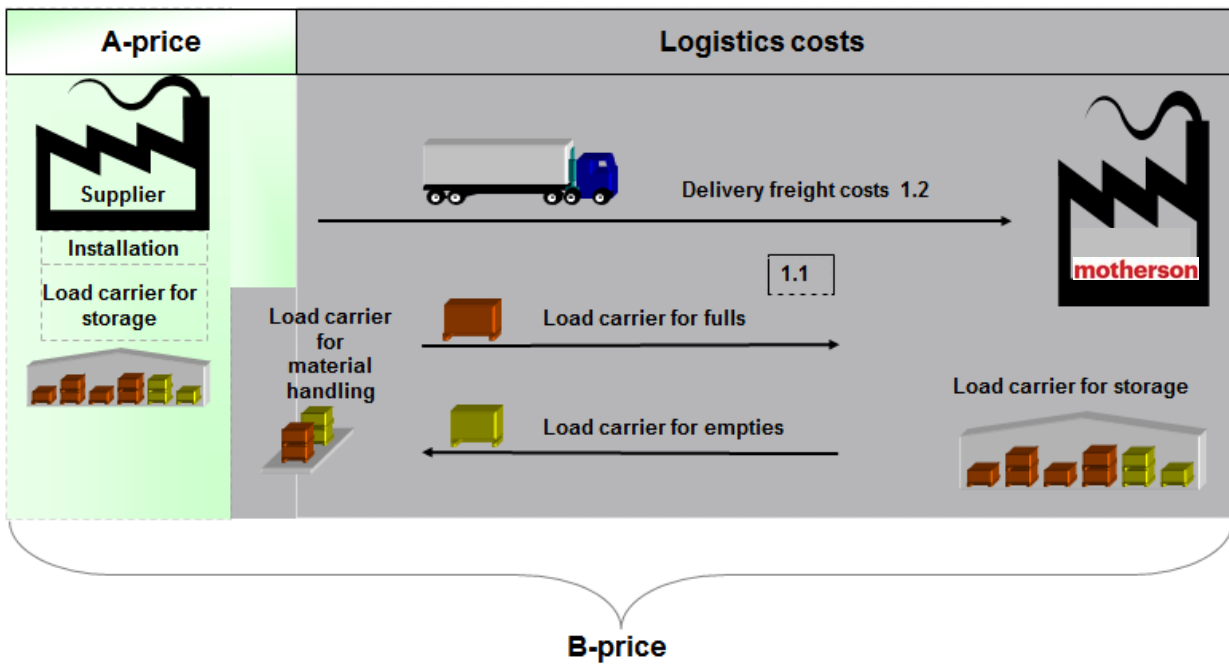 A-price
Logistics costs
Supplier
Installation
Load carrier for
storage
Delivery freight costs 1.2
motherson
1.1
Load carrier
for
material
handling
Load carrier for fulls
Load carrier for empties
Load carrier for storage
B-price